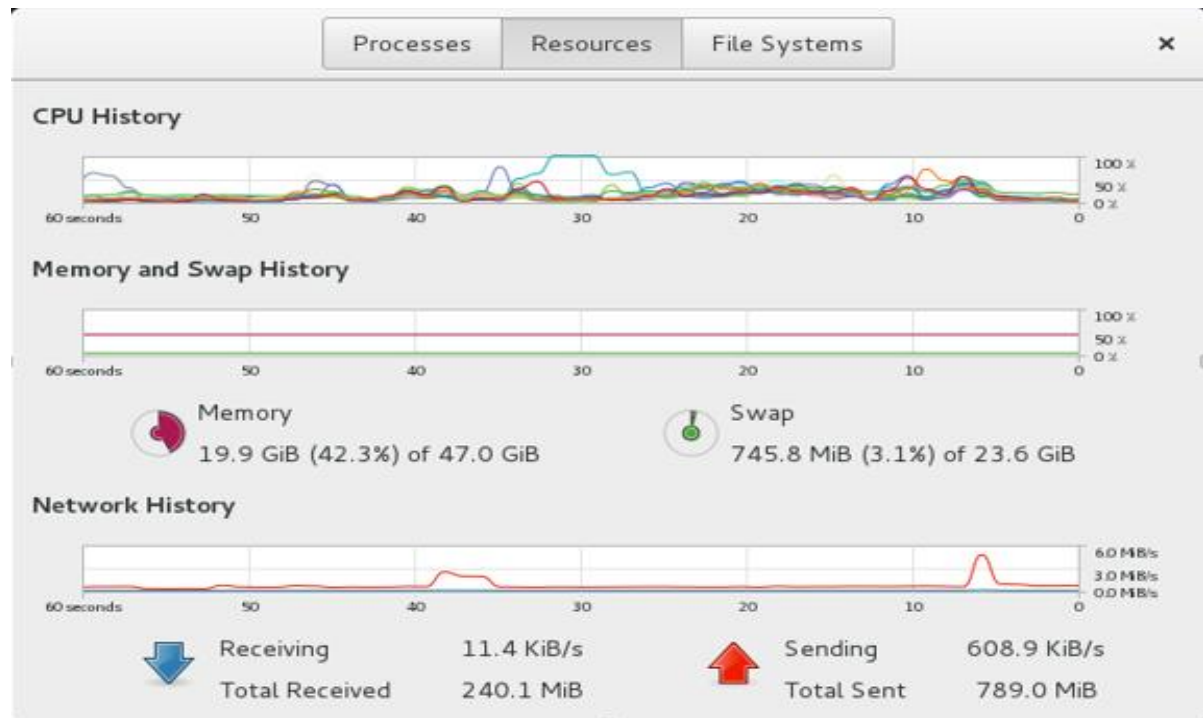 Processes Resources File Systems ×
CPU History
100 %
50 %
0 %
60 seconds 50 40 30 20 10 0
Memory and Swap History
100 %
50 %
0 %
60 seconds 50 40 30 20 10 0
Memory Swap
19.9 GiB (42.3%) of 47.0 GiB 745.8 MiB (3.1%) of 23.6 GiB
Network History
6.0 MiB/s
3.0 MiB/s
0.0 MiB/s
60 seconds 50 40 30 20 10 0
Receiving 11.4 KiB/s Sending 608.9 KiB/s
Total Received 240.1 MiB Total Sent 789.0 MiB